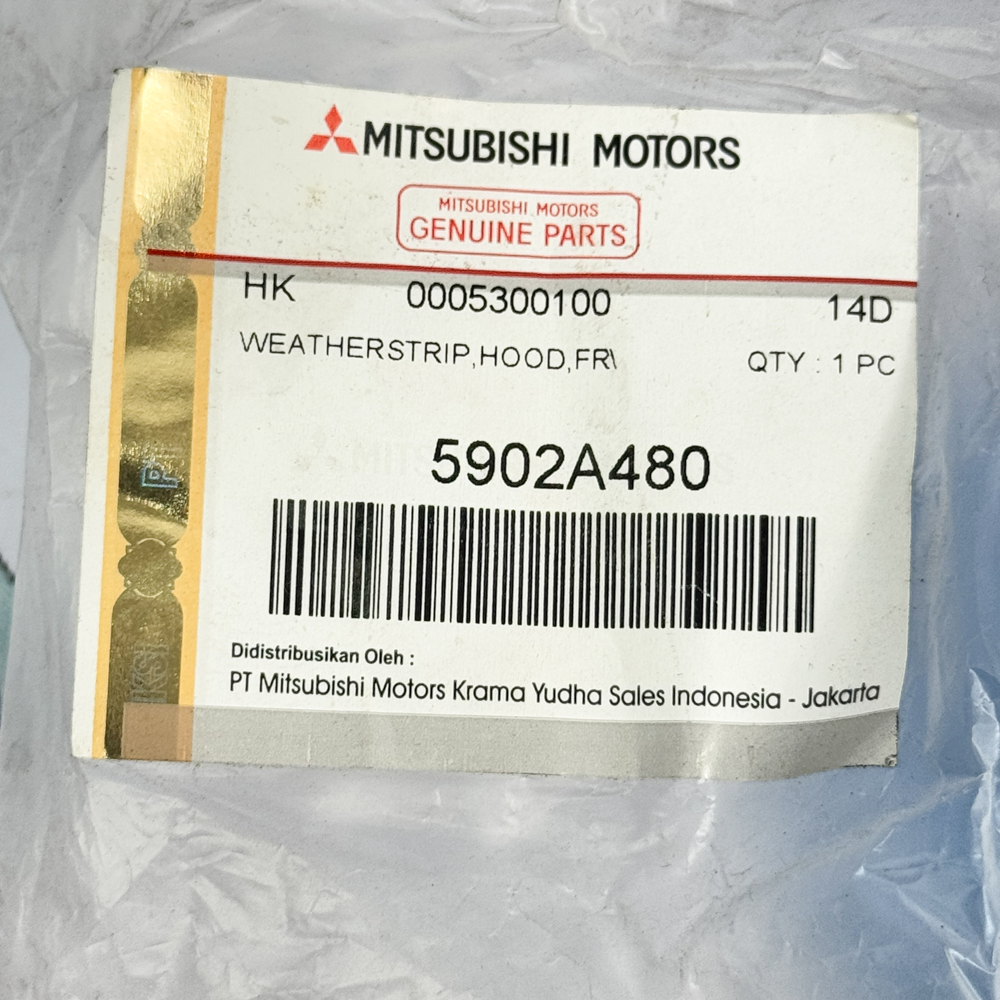 MITSUBISHI MOTORS
MITSUBISHI MOTORS
GENUINE PARTS
HK 0005300100 14D
WEATHERSTRIP,HOOD,FR\
QTY : 1 PC
5902A480
Didistribusikan Oleh :
PT Mitsubishi Motors Krama Yudha Sales Indonesia - Jakarta